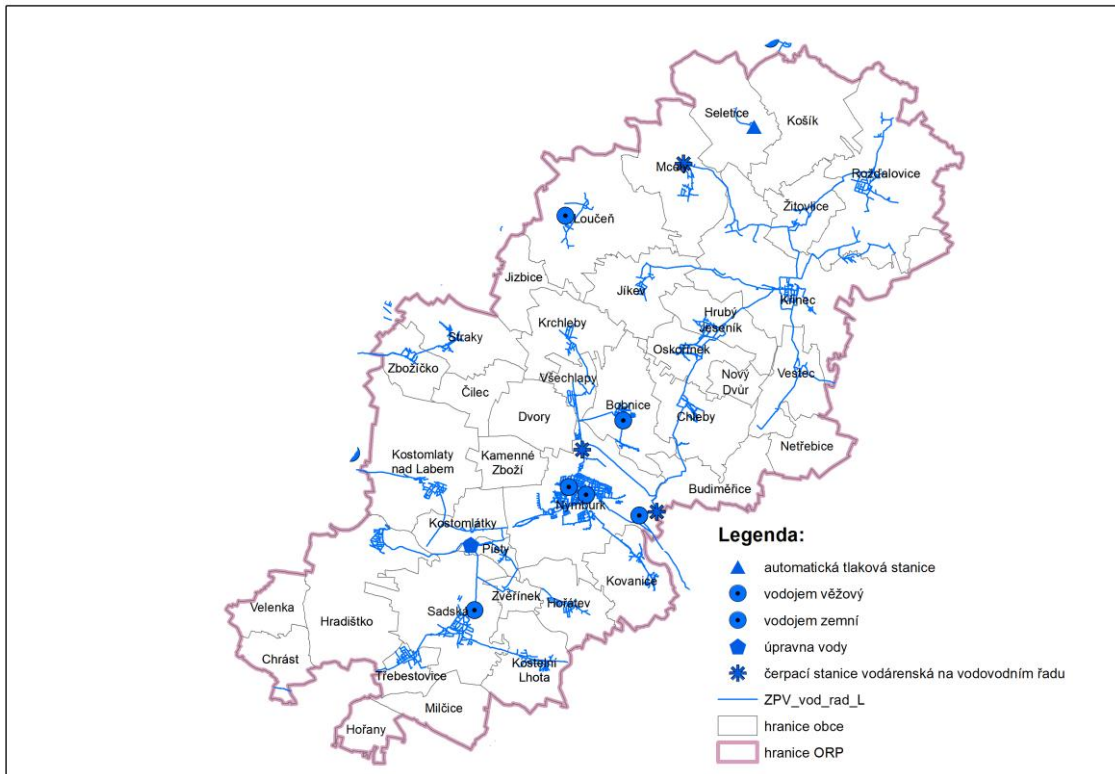 Seletice
Košík
Mcely
Rožďalovice
Žitovlice
Loučeň
Jizbice
Jíkev
Křinec
Hrubý
Jeseník
Krchleby
Straky
Oskořínek
Zbožíčko
Všechlapy
Nový
Dvůr
Vestec
Čilec
Bobnice
Dvory
Chleby
Netřebice
Kostomlaty
nad Labem
Kamenné
Zboží
Budiměřice
Nymburk
Kostomlátky
Písty
Kovanice
Velenka
Hradištko
Sadská
Zvěřínek
Hořátev
Chrást
Třebestovice
Kostelní
Lhota
Milčice
Hořany
Legenda:
automatická tlaková stanice
vodojem věžový
vodojem zemní
úpravna vody
čerpací stanice vodárenská na vodovodním řadu
ZPV_vod_rad_L
hranice obce
hranice ORP